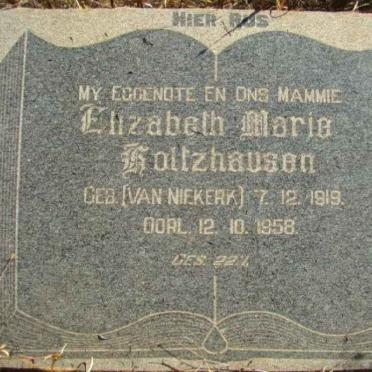 HIER RUS
MY EGGENOTE EN ONS MAMMIE
Elizabeth Maria
Holtzhausen
GEB. (VAN NIEKERK) 7. 12. 1919.
OORL. 12. 10. 1958.
GES. 22:1.